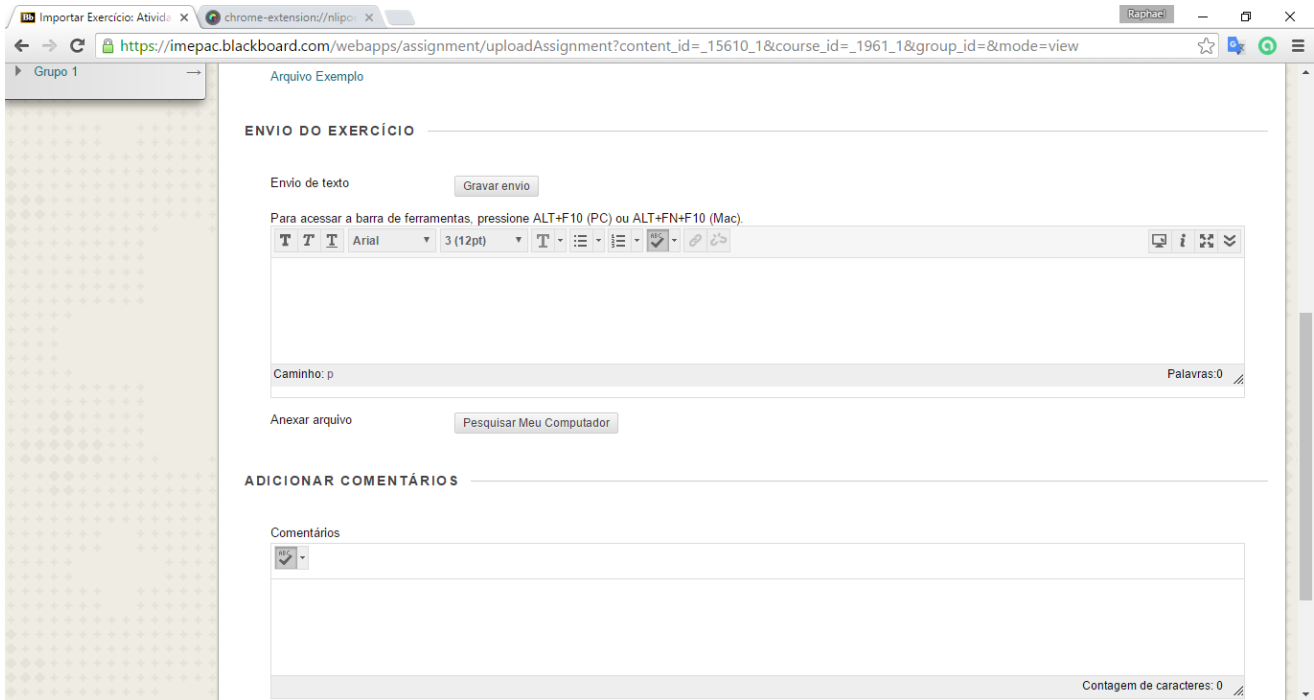 Importar Exercício: Ativida
chrome-extension://nlipo
Raphael
https://imepac.blackboard.com/webapps/assignment/uploadAssignment?content_id=_15610_1&course_id=_1961_1&group_id=&mode=view
Grupo 1
Arquivo Exemplo
ENVIO DO EXERCÍCIO
Envio de texto
Gravar envio
Para acessar a barra de ferramentas, pressione ALT+F10 (PC) ou ALT+FN+F10 (Mac).
T T T Arial 3 (12pt) T ABC i
Caminho: p Palavras:0
Anexar arquivo
Pesquisar Meu Computador
ADICIONAR COMENTÁRIOS
Comentários
ABC
Contagem de caracteres: 0